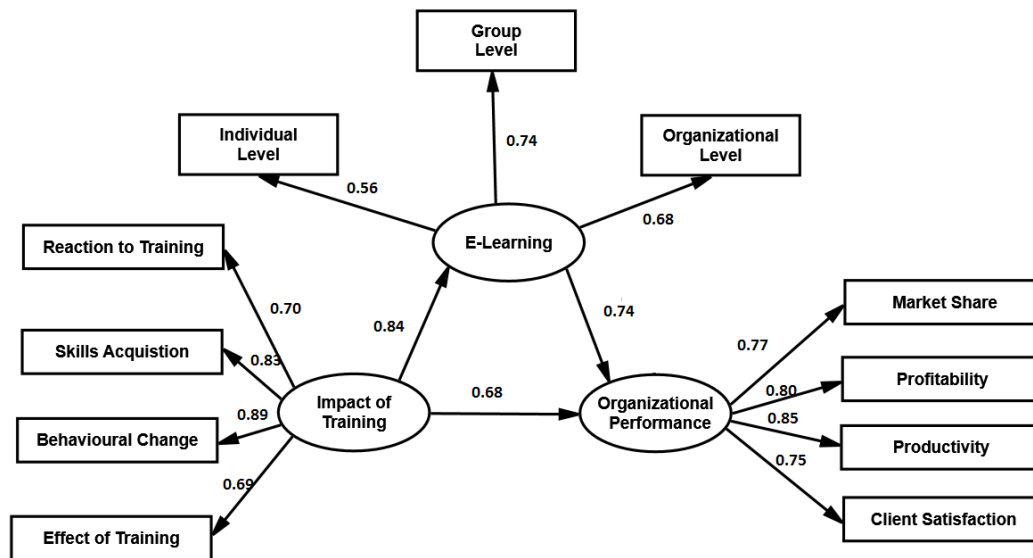 Group
Level
Individual
Level
0.74
Organizational
Level
0.56
0.68
E-Learning
Reaction to Training
0.70
0.84
0.74
Market Share
0.77
Skills Acquistion
0.83
Profitability
0.80
Impact of
Training
0.68
Organizational
Performance
0.89
Behavioural Change
0.85
Productivity
0.75
0.69
Effect of Training
Client Satisfaction